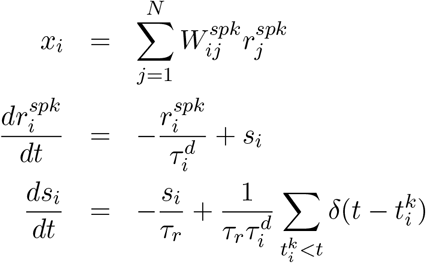 x_i = \sum_{j=1}^{N} W_{ij}^{spk} r_j^{spk}
\frac{dr_i^{spk}}{dt} = -\frac{r_i^{spk}}{\tau_i^d} + s_i
\frac{ds_i}{dt} = -\frac{s_i}{\tau_r} + \frac{1}{\tau_r \tau_i^d} \sum_{t_i^k < t} \delta(t - t_i^k)